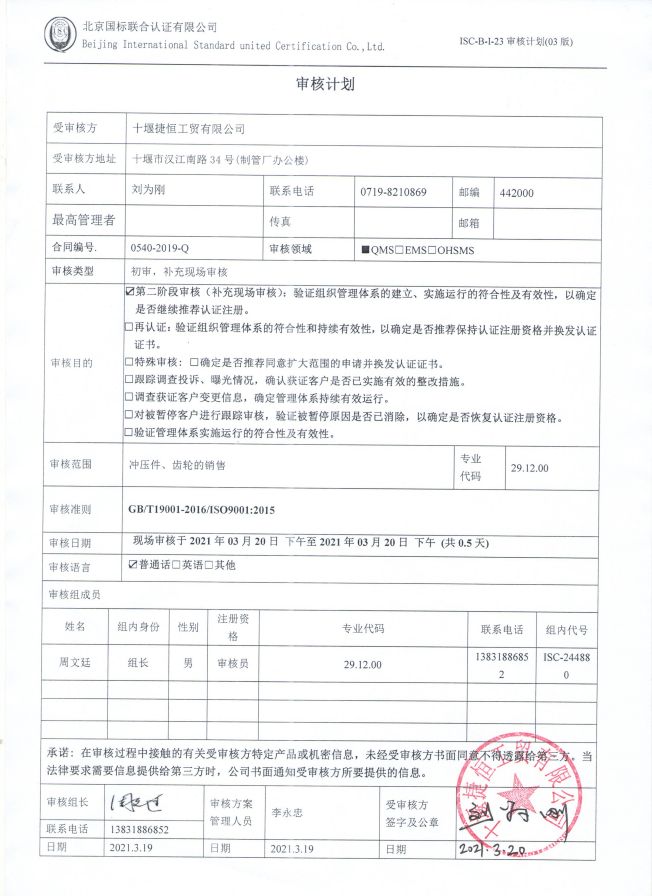 北京国标联合认证有限公司
Beijing International Standard united Certification Co.,Ltd.
ISC-B-I-23 审核计划(03 版)
审核计划
受审核方 十堰捷恒工贸有限公司
受审核方地址 十堰市汉江南路 34 号(制管厂办公楼)
联系人 刘为刚 联系电话 0719-8210869 邮编 442000
最高管理者 传真 邮箱
合同编号. 0540-2019-Q 审核领域 ■QMS□EMS□OHSMS
审核类型 初审，补充现场审核
审核目的
☑第二阶段审核（补充现场审核）：验证组织管理体系的建立、实施运行的符合性及有效性，以确定
是否继续推荐认证注册。
□再认证：验证组织管理体系的符合性和持续有效性，以确定是否推荐保持认证注册资格并换发认证
证书。
□特殊审核：□确定是否推荐同意扩大范围的申请并换发认证证书。
□跟踪调查投诉、曝光情况，确认获证客户是否已实施有效的整改措施。
□调查获证客户变更信息，确定管理体系持续有效运行。
□对被暂停客户进行跟踪审核，验证被暂停原因是否已消除，以确定是否恢复认证注册资格。
□验证管理体系实施运行的符合性及有效性。
审核范围 冲压件、齿轮的销售 专业
代码 29.12.00
审核准则 GB/T19001-2016/ISO9001:2015
审核日期 现场审核于 2021 年 03 月 20 日 下午至 2021 年 03 月 20 日 下午 (共 0.5 天)
审核语言 ☑普通话□英语□其他
审核组成员
姓名 组内身份 性别 注册资
格 专业代码 联系电话 组内代号
周文廷 组长 男 审核员 29.12.00 1383188685
2 ISC-24488
0
承诺：在审核过程中接触的有关受审核方特定产品或机密信息，未经受审核方书面同意不得透露给第三方。当
法律要求需要信息提供给第三方时，公司书面通知受审核方所要提供的信息。
审核组长 审核方案
管理人员 李永忠 受审核方
签字及公章
联系电话 13831886852
日期 2021.3.19 日期 2021.3.19 日期 2021.3.20
十堰捷恒工贸有限公司